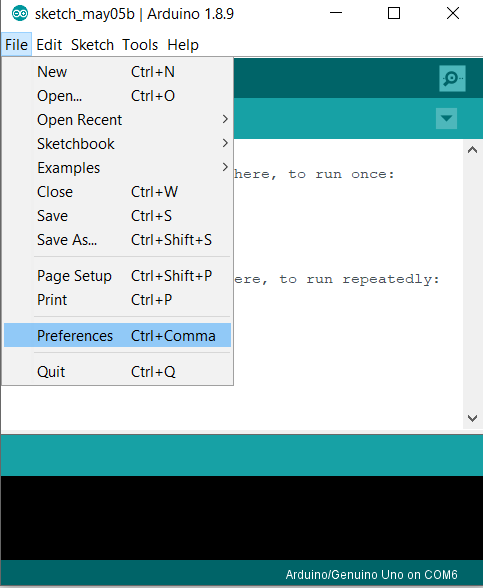 sketch_may05b | Arduino 1.8.9
File Edit Sketch Tools Help
New Ctrl+N
Open... Ctrl+O
Open Recent
Sketchbook
Examples
here, to run once:
Close Ctrl+W
Save Ctrl+S
Save As... Ctrl+Shift+S
Page Setup Ctrl+Shift+P
ere, to run repeatedly:
Print Ctrl+P
Preferences Ctrl+Comma
Quit Ctrl+Q
Arduino/Genuino Uno on COM6